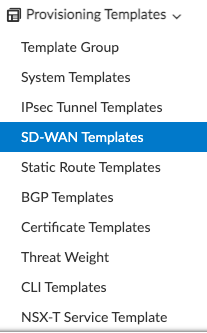 Provisioning Templates
Template Group
System Templates
IPsec Tunnel Templates
SD-WAN Templates
Static Route Templates
BGP Templates
Certificate Templates
Threat Weight
CLI Templates
NSX-T Service Template